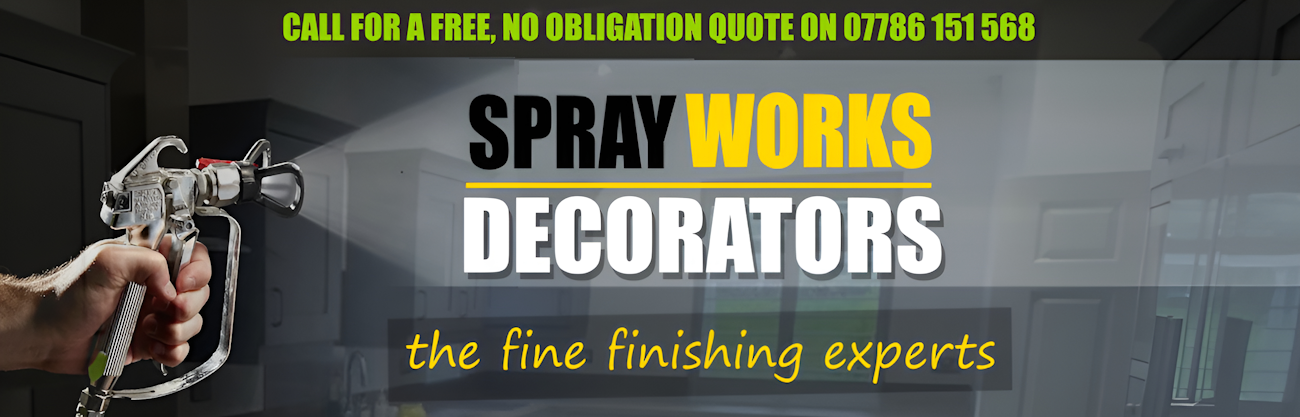 CALL FOR A FREE, NO OBLIGATION QUOTE ON 07786 151 568
SPRAY WORKS
DECORATORS
the fine finishing experts